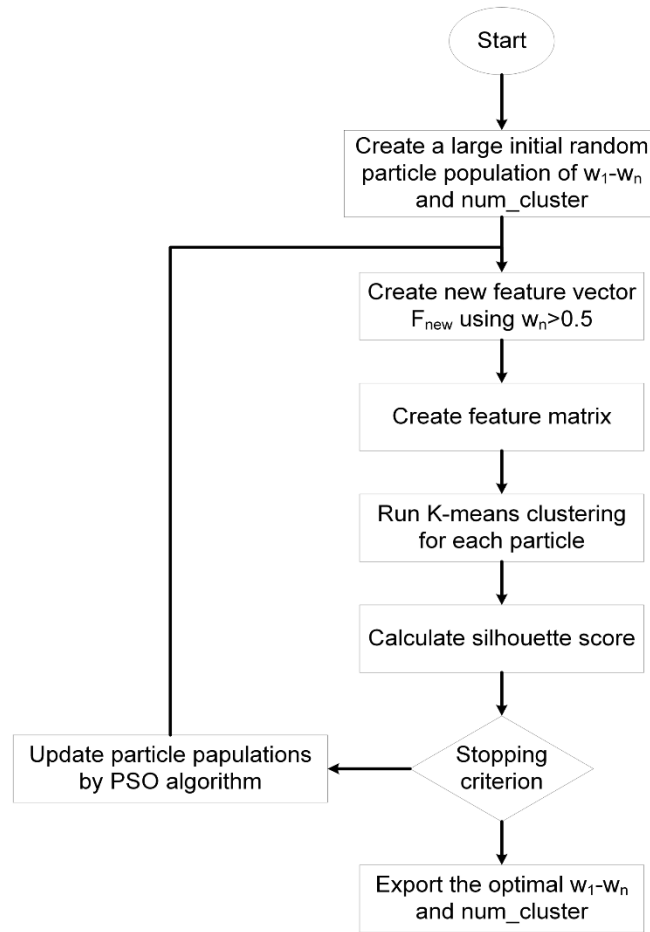 Start
Create a large initial random
particle population of w₁-wₙ
and num_cluster
Create new feature vector
Fₙₑw using wₙ>0.5
Create feature matrix
Run K-means clustering
for each particle
Calculate silhouette score
Stopping
criterion
Update particle papulations
by PSO algorithm
Export the optimal w₁-wₙ
and num_cluster